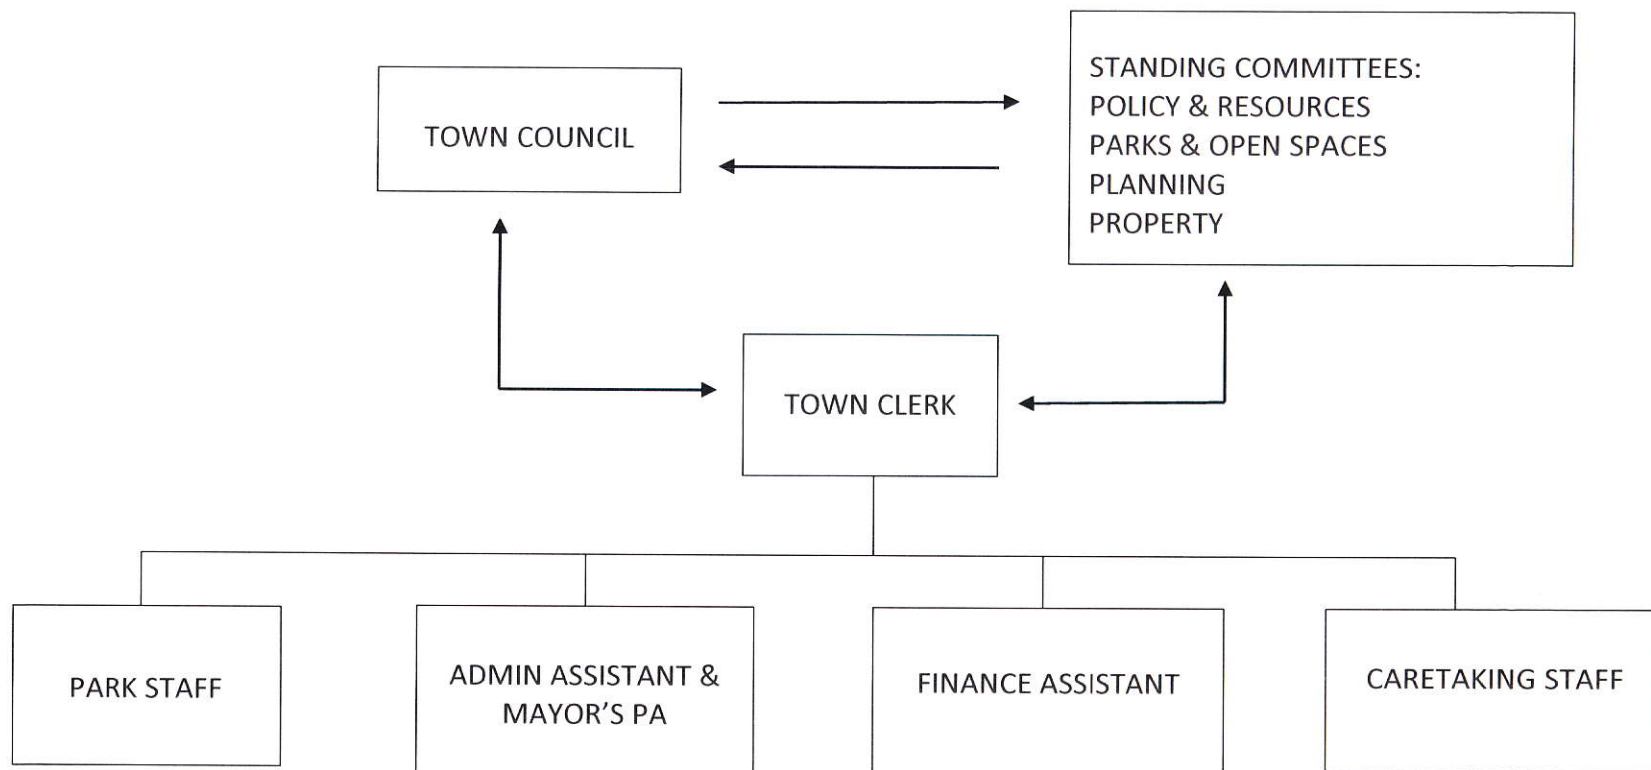 TOWN COUNCIL
STANDING COMMITTEES:
POLICY & RESOURCES
PARKS & OPEN SPACES
PLANNING
PROPERTY
TOWN CLERK
PARK STAFF
ADMIN ASSISTANT &
MAYOR’S PA
FINANCE ASSISTANT
CARETAKING STAFF